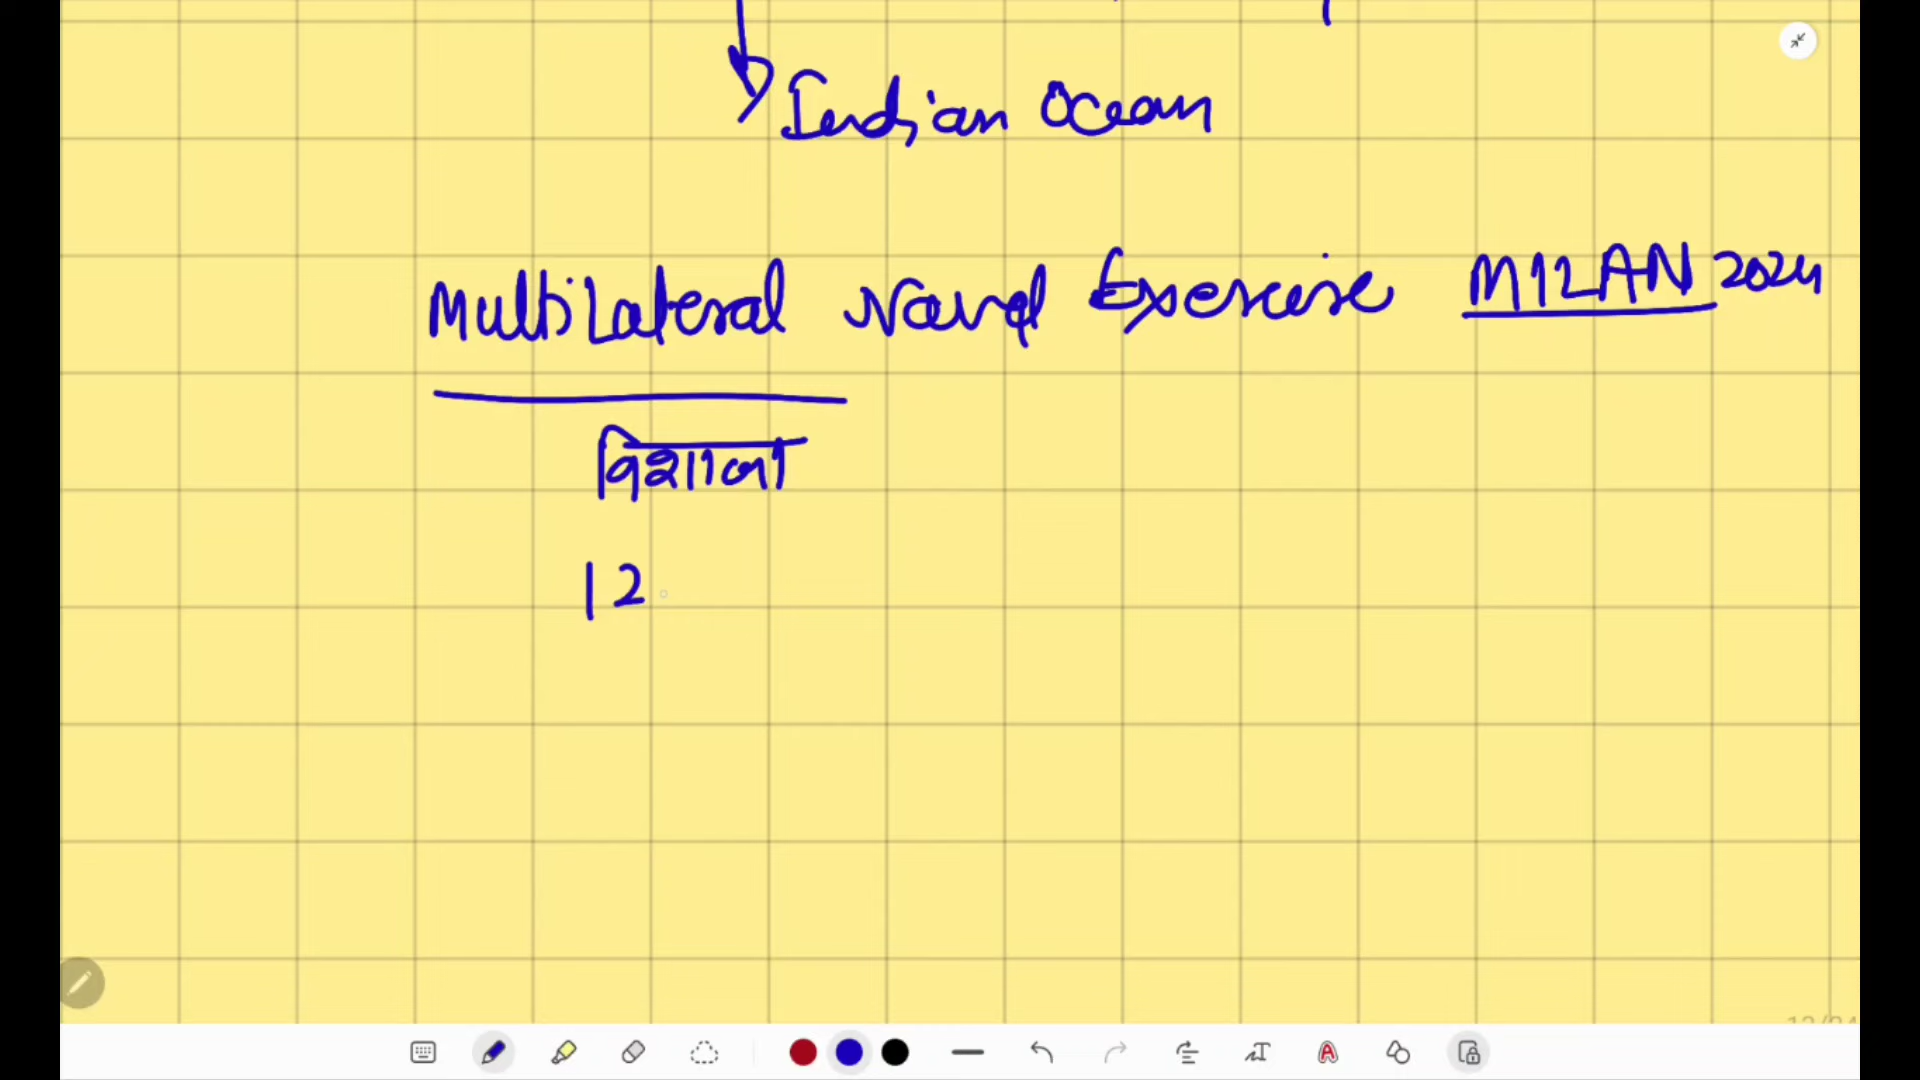 Indian Ocean
Multilateral Naval Exercise MILAN 2024
विशाल
12